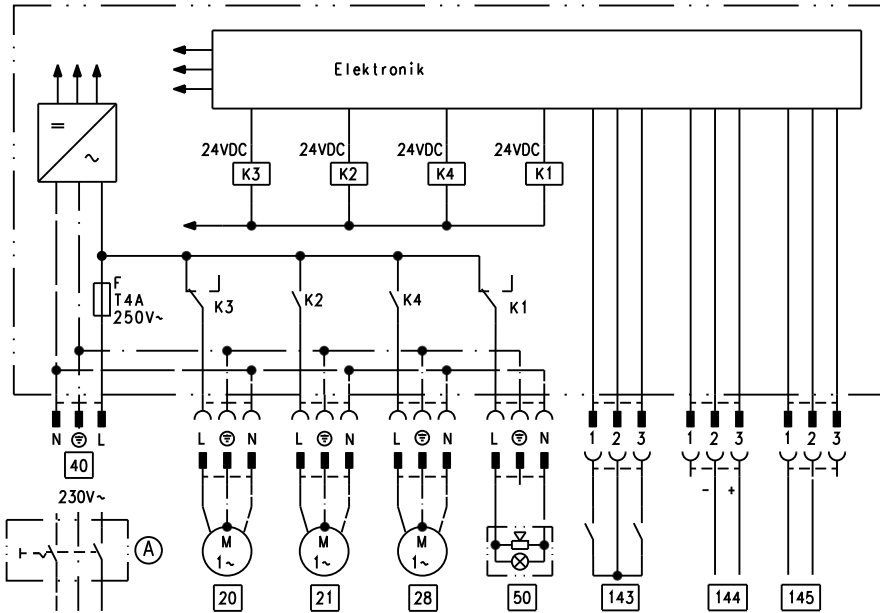 Elektronik
24VDC 24VDC 24VDC 24VDC
K3 K2 K4 K1
= ~
F
T4A
250V~
K3 K2 K4 K1
N L L N L N L N L N 1 2 3 1 2 3 1 2 3
40
230V~
- +
A
M 1~ M 1~ M 1~
20 21 28 50 143 144 145